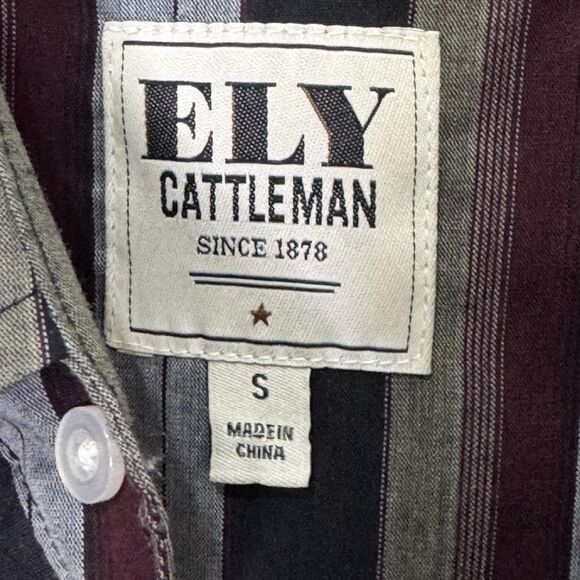 ELY
CATTLEMAN
SINCE 1878
S
MADE IN
CHINA